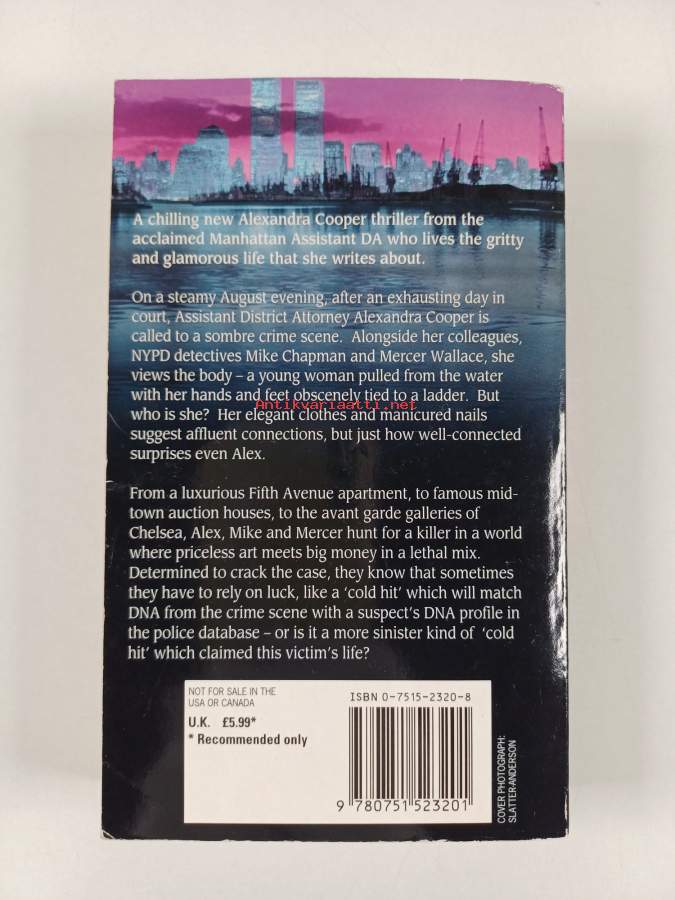 A chilling new Alexandra Cooper thriller from the
acclaimed Manhattan Assistant DA who lives the gritty
and glamorous life that she writes about.
On a steamy August evening, after an exhausting day in
court, Assistant District Attorney Alexandra Cooper is
called to a sombre crime scene. Alongside her colleagues,
NYPD detectives Mike Chapman and Mercer Wallace, she
views the body – a young woman pulled from the water
with her hands and feet obscenely tied to a ladder. But
Antikvariaatti.net
who is she? Her elegant clothes and manicured nails
suggest affluent connections, but just how well-connected
surprises even Alex.
From a luxurious Fifth Avenue apartment, to famous mid-
town auction houses, to the avant garde galleries of
Chelsea, Alex, Mike and Mercer hunt for a killer in a world
where priceless art meets big money in a lethal mix.
Determined to crack the case, they know that sometimes
they have to rely on luck, like a ‘cold hit’ which will match
DNA from the crime scene with a suspect’s DNA profile in
the police database – or is it a more sinister kind of ‘cold
hit’ which claimed this victim’s life?
NOT FOR SALE IN THE
USA OR CANADA
U.K. £5.99*
* Recommended only
ISBN 0-7515-2320-8
9 780751 523201
COVER PHOTOGRAPH:
SLATTER-ANDERSON